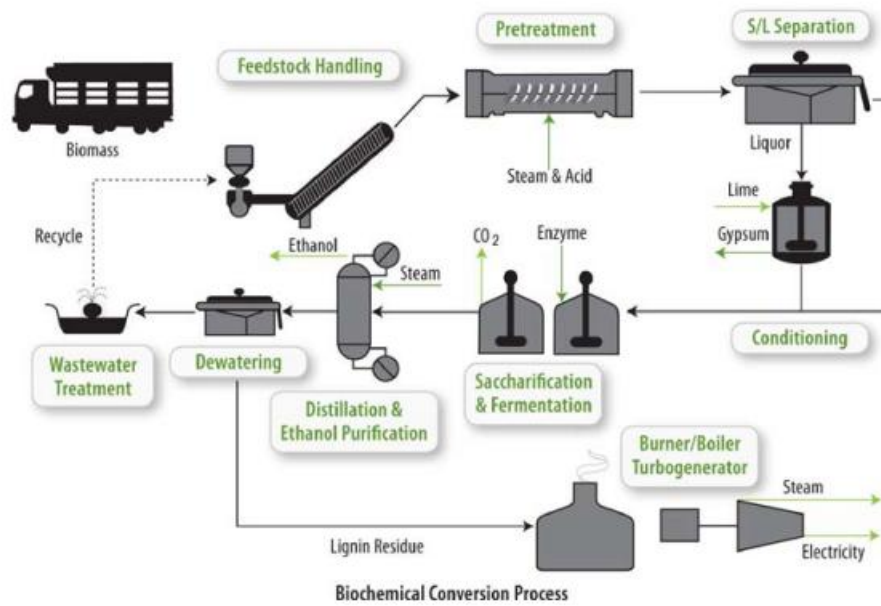 Pretreatment
S/L Separation
Feedstock Handling
Biomass
Steam & Acid
Liquor
Lime
Gypsum
Recycle
Ethanol
Steam
CO2
Enzyme
Conditioning
Wastewater
Treatment
Dewatering
Distillation &
Ethanol Purification
Saccharification
& Fermentation
Burner/Boiler
Turbogenerator
Steam
Electricity
Lignin Residue
Biochemical Conversion Process